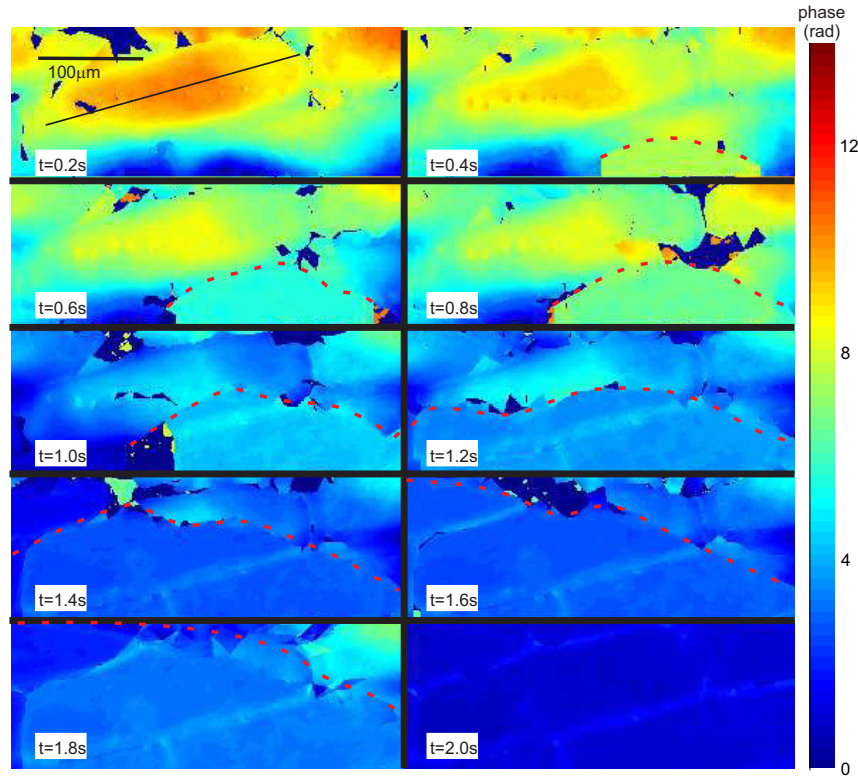 phase
(rad)
100μm
t=0.2s
t=0.4s
12
t=0.6s
t=0.8s
8
t=1.0s
t=1.2s
4
t=1.4s
t=1.6s
t=1.8s
t=2.0s
0